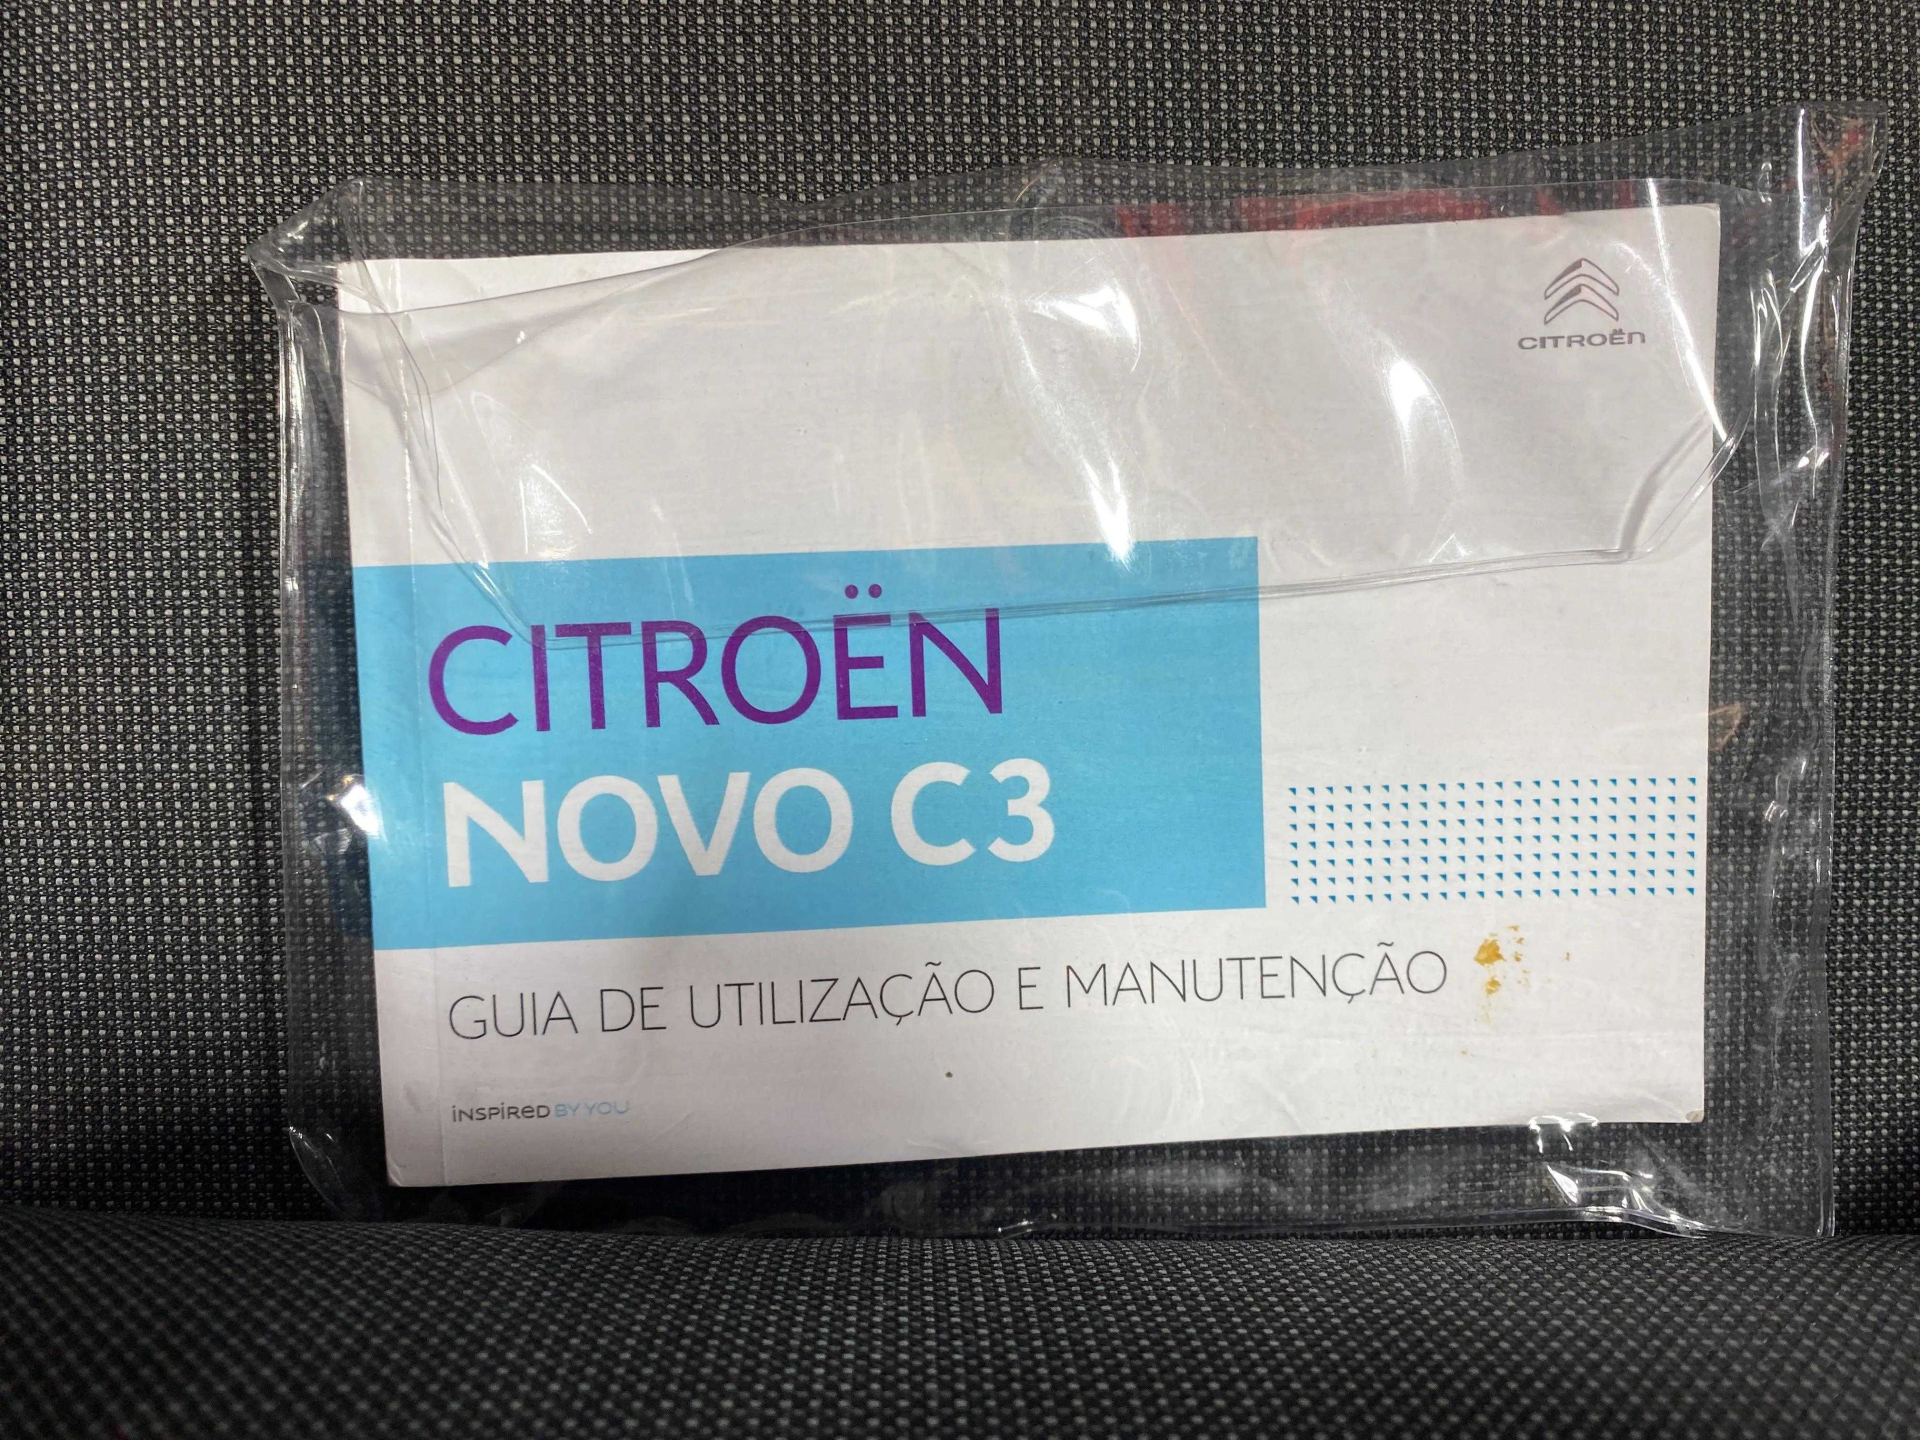 CITROËN
CITROËN
NOVO C3
GUIA DE UTILIZAÇÃO E MANUTENÇÃO
INSPIRED BY YOU